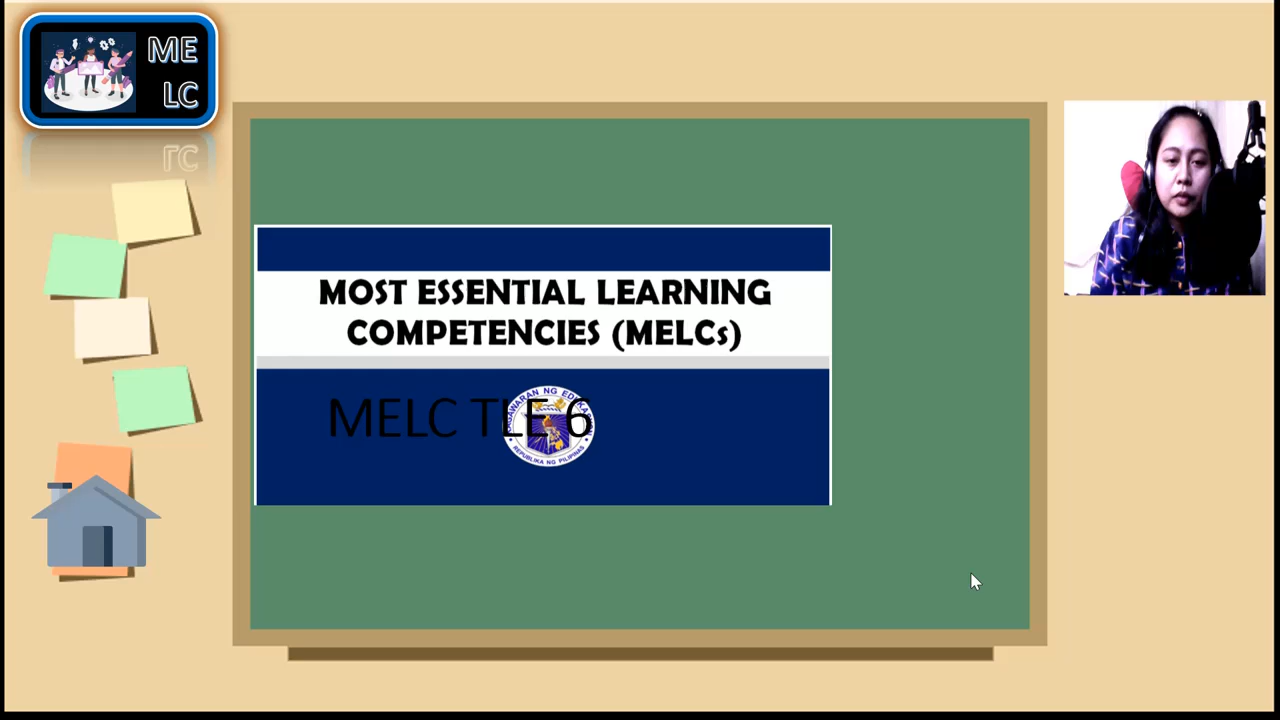 ME
LC
MOST ESSENTIAL LEARNING
COMPETENCIES (MELCs)
MELC TLE 6
REPUBLIKA NG PILIPINAS